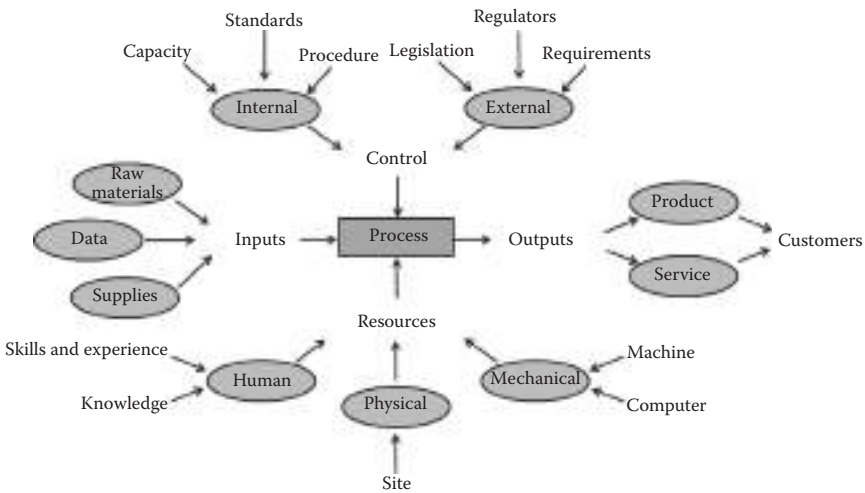 Standards
Regulators
Capacity
Procedure
Legislation
Requirements
Internal
External
Control
Raw
materials
Product
Data
Inputs
Process
Outputs
Customers
Supplies
Service
Resources
Skills and experience
Machine
Human
Mechanical
Knowledge
Physical
Computer
Site